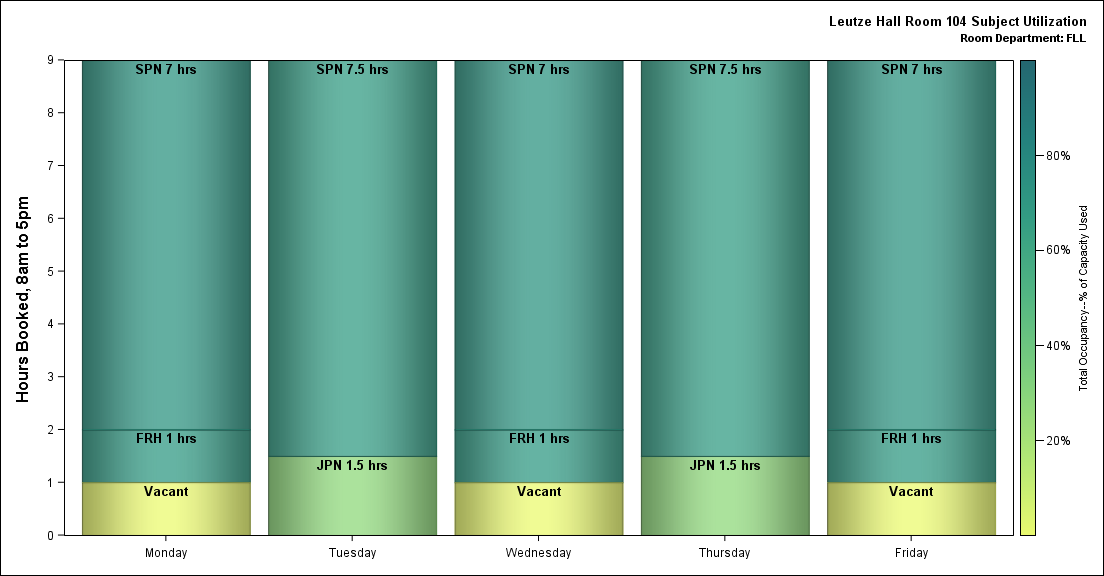 Leutze Hall Room 104 Subject Utilization
Room Department: FLL
Hours Booked, 8am to 5pm
9
8
7
6
5
4
3
2
1
0
SPN 7 hrs
FRH 1 hrs
Vacant
Monday
SPN 7.5 hrs
JPN 1.5 hrs
Tuesday
SPN 7 hrs
FRH 1 hrs
Vacant
Wednesday
SPN 7.5 hrs
JPN 1.5 hrs
Thursday
SPN 7 hrs
FRH 1 hrs
Vacant
Friday
80%
60%
40%
20%
Total Occupancy--% of Capacity Used